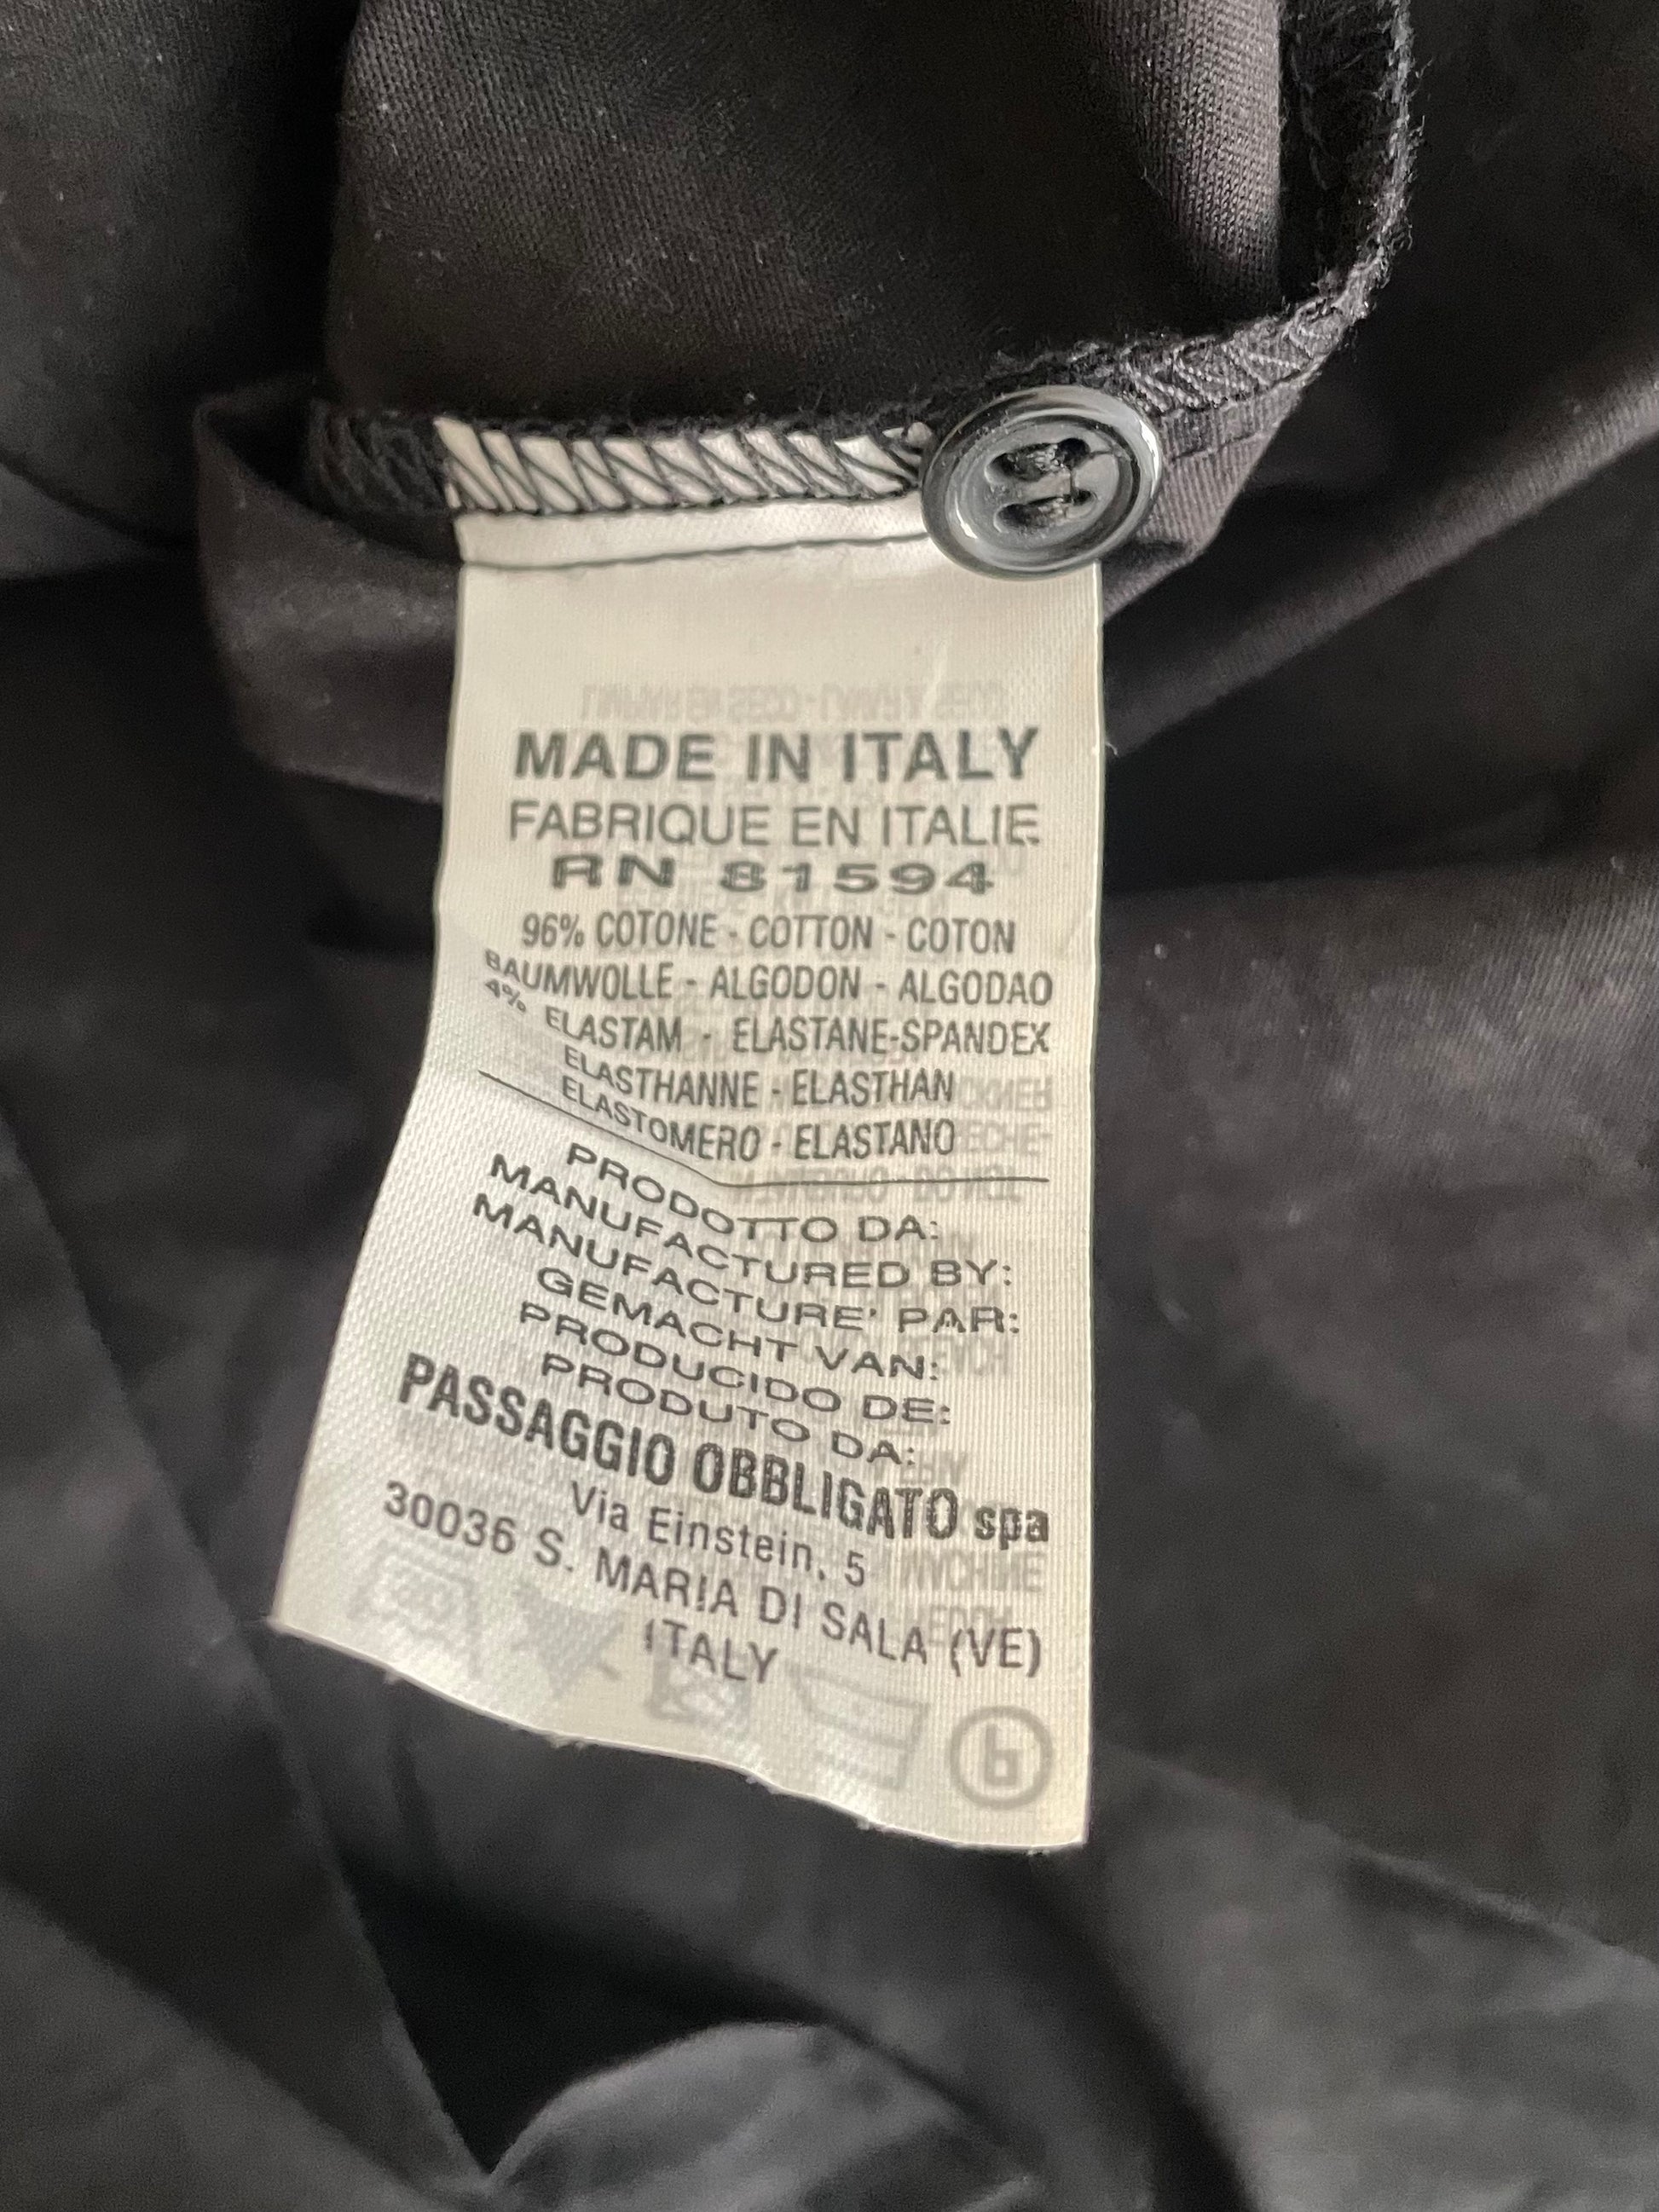 MADE IN ITALY
FABRIQUE EN ITALIE
RN 81594
96% COTONE - COTTON - COTON
BAUMWOLLE - ALGODON - ALGODAO
4% ELASTAM - ELASTANE-SPANDEX
ELASTHANNE - ELASTHAN
ELASTOMERO - ELASTANO
PRODOTTO DA:
MANUFACTURED BY:
MANUFACTURE' PAR:
GEMACHT VAN:
PRODUCIDO DE:
PRODUTO DA:
PASSAGGIO OBBLIGATO spa
Via Einstein, 5
30036 S. MARIA DI SALA (VE)
ITALY